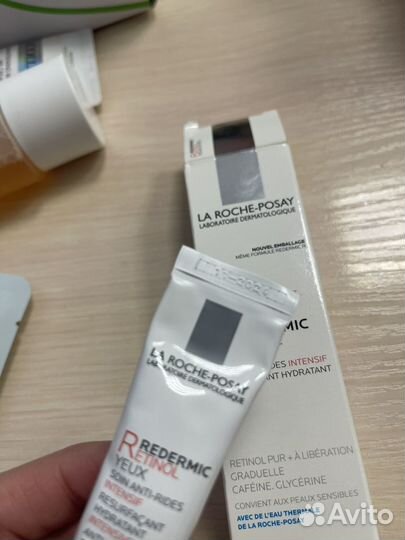 LA ROCHE-POSAY
LABORATOIRE DERMATOLOGIQUE
NOUVEL EMBALLAGE
MÊME FORMULE REDERMIC R
MIC
DES INTENSIF
ANT HYDRATANT
RETINOL PUR + À LIBÉRATION
GRADUELLE
CAFÉINE, GLYCÉRINE
CONVIENT AUX PEAUX SENSIBLES
AVEC DE L'EAU THERMALE
DE LA ROCHE-POSAY
LA ROCHE-POSAY
LABORATOIRE DERMATOLOGIQUE
REDERMIC
RETINOL
YEUX
SOIN ANTI-RIDES
INTENSIF
RESURFAÇANT
HYDRATANT
INTENSI
Avito